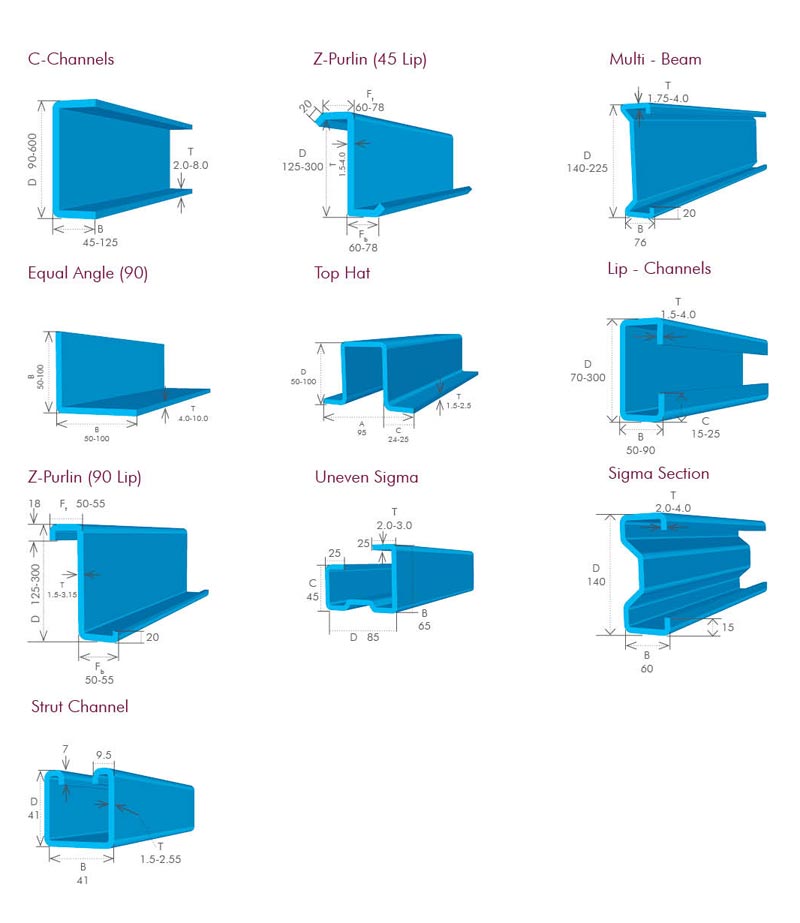 C-Channels
D 90-600
T
2.0-8.0
B
45-125
Z-Purlin (45 Lip)
20
Ft
60-78
D
125-300
T
1.5-4.0
Fb
60-78
Multi - Beam
T
1.75-4.0
D
140-225
20
B
76
Equal Angle (90)
B
50-100
T
4.0-10.0
B
50-100
Top Hat
D
50-100
T
1.5-2.5
A
95
C
24-25
Lip - Channels
T
1.5-4.0
D
70-300
C
15-25
B
50-90
Z-Purlin (90 Lip)
18
Ft 50-55
D 125-300
T
1.5-3.15
20
Fb
50-55
Uneven Sigma
T
2.0-3.0
25
25
C
45
B
65
D 85
Sigma Section
T
2.0-4.0
D
140
15
B
60
Strut Channel
7
9.5
D
41
T
1.5-2.55
B
41